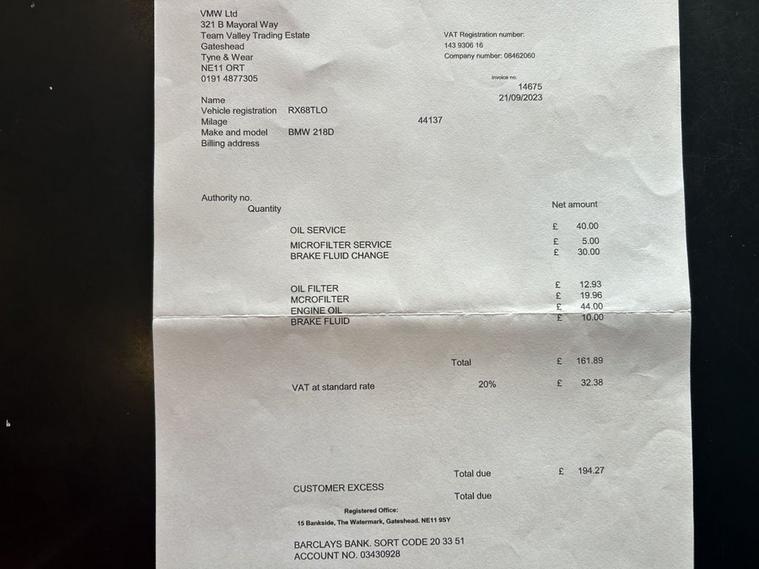 VMW Ltd
321 B Mayoral Way
Team Valley Trading Estate
Gateshead
Tyne & Wear
NE11 ORT
0191 4877305
VAT Registration number:
143 9306 16
Company number: 08462060
Invoice no.
14675
21/09/2023
Name
Vehicle registration RX68TLO
Milage 44137
Make and model BMW 218D
Billing address
Authority no.
Quantity Net amount
OIL SERVICE £ 40.00
MICROFILTER SERVICE £ 5.00
BRAKE FLUID CHANGE £ 30.00
OIL FILTER £ 12.93
MCROFILTER £ 19.96
ENGINE OIL £ 44.00
BRAKE FLUID £ 10.00
Total £ 161.89
VAT at standard rate 20% £ 32.38
Total due £ 194.27
CUSTOMER EXCESS
Total due
Registered Office:
15 Bankside, The Watermark, Gateshead. NE11 9SY
BARCLAYS BANK. SORT CODE 20 33 51
ACCOUNT NO. 03430928